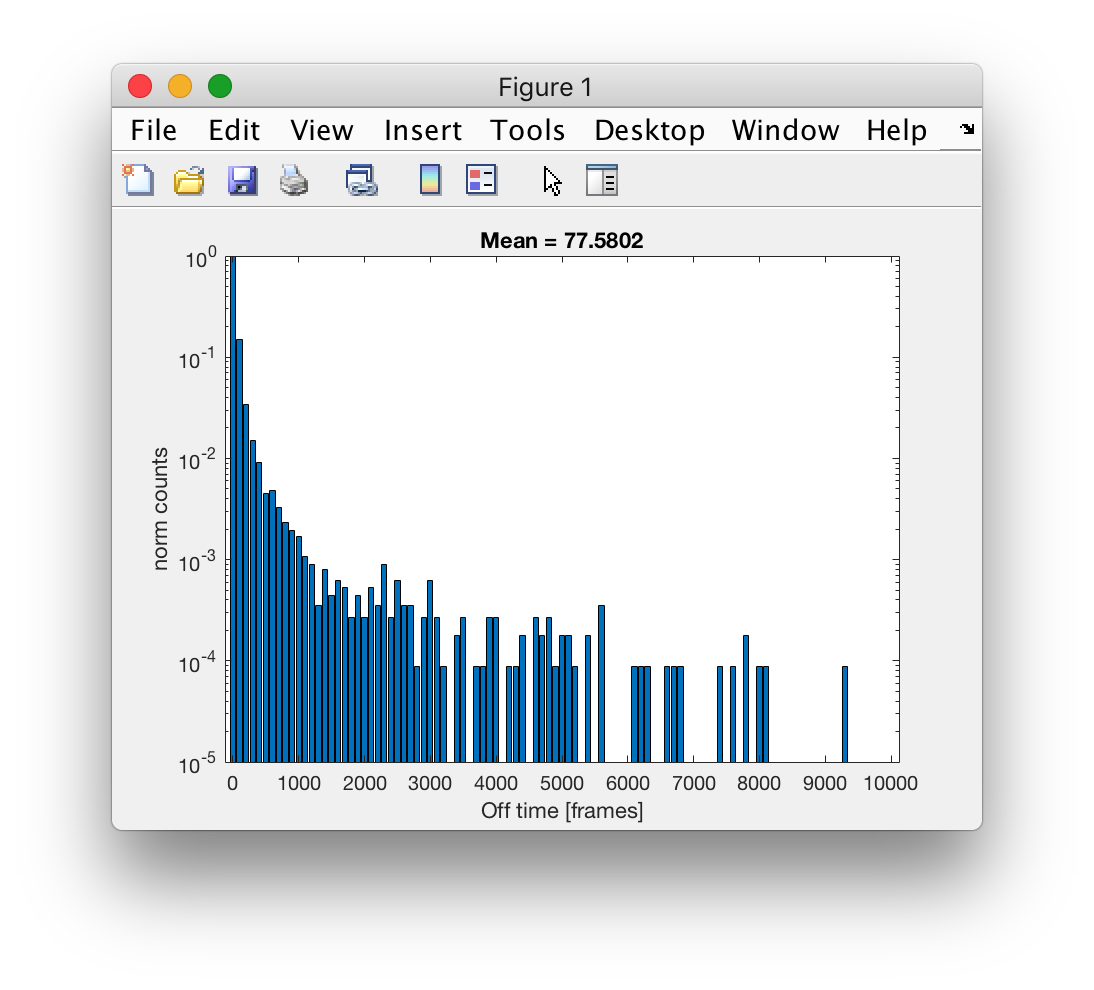 Figure 1
File Edit View Insert Tools Desktop Window Help
Mean = 77.5802
10^0
10^-1
10^-2
10^-3
10^-4
10^-5
norm counts
0 1000 2000 3000 4000 5000 6000 7000 8000 9000 10000
Off time [frames]